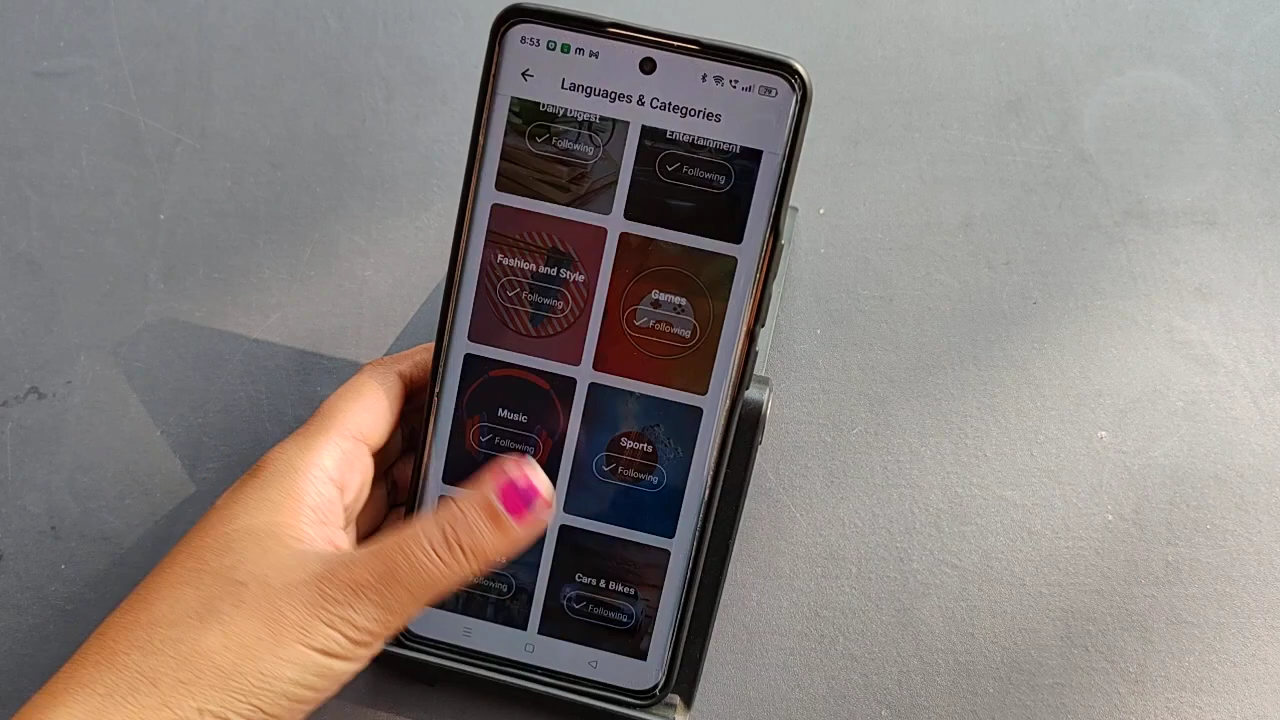 8:53
79
Languages & Categories
Daily Digest
Following
Entertainment
Following
Fashion and Style
Following
Games
Following
Music
Following
Sports
Following
Following
Cars & Bikes
Following